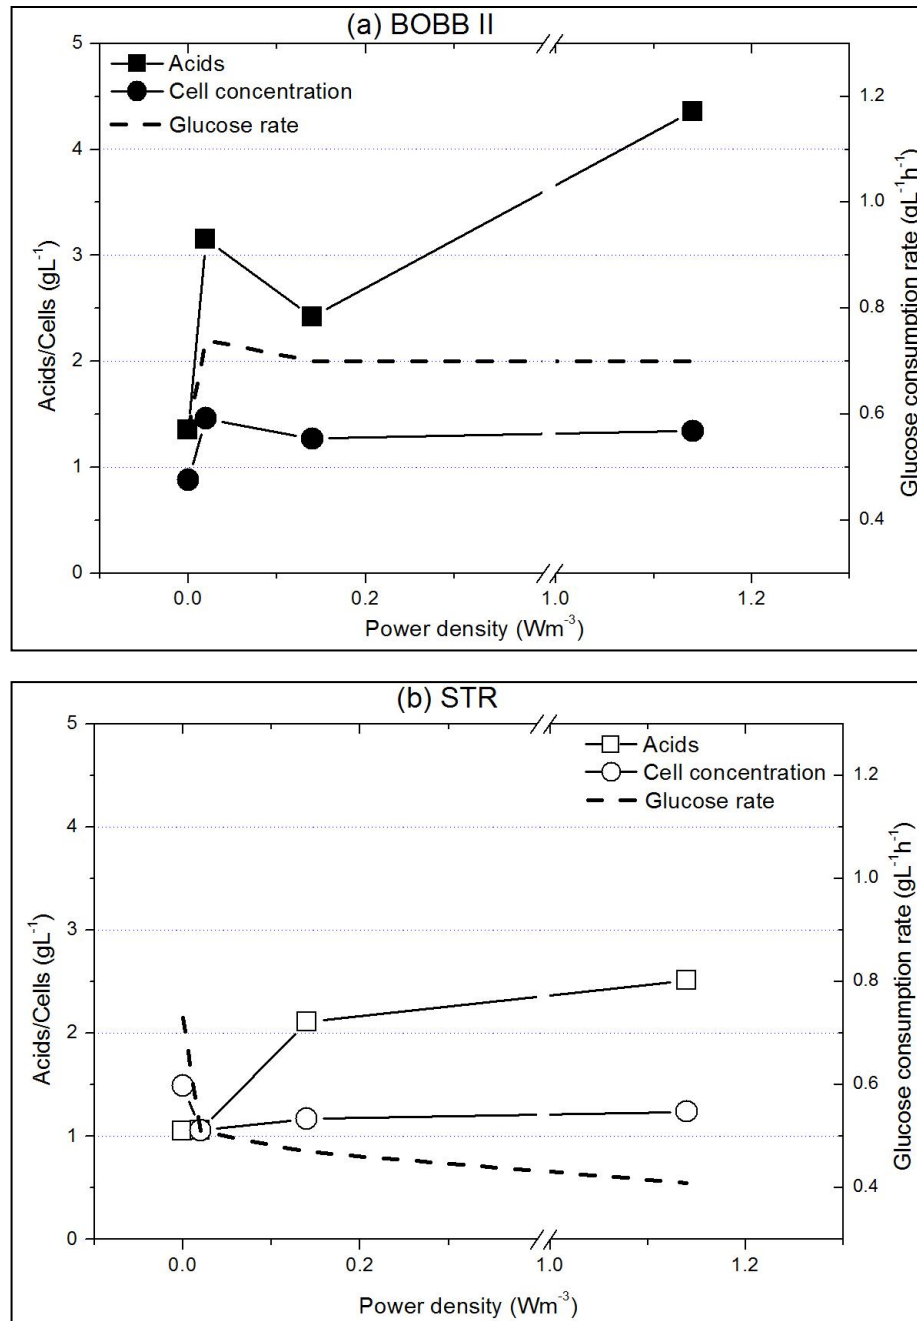 (a) BOBB II
Acids
Cell concentration
Glucose rate
5
4
3
2
1
0
Acids/Cells (gL⁻¹)
1.2
1.0
0.8
0.6
0.4
Glucose consumption rate (gL⁻¹h⁻¹)
0.0 0.2 1.0 1.2
Power density (Wm⁻³)
(b) STR
Acids
Cell concentration
Glucose rate
5
4
3
2
1
0
Acids/Cells (gL⁻¹)
1.2
1.0
0.8
0.6
0.4
Glucose consumption rate (gL⁻¹h⁻¹)
0.0 0.2 1.0 1.2
Power density (Wm⁻³)